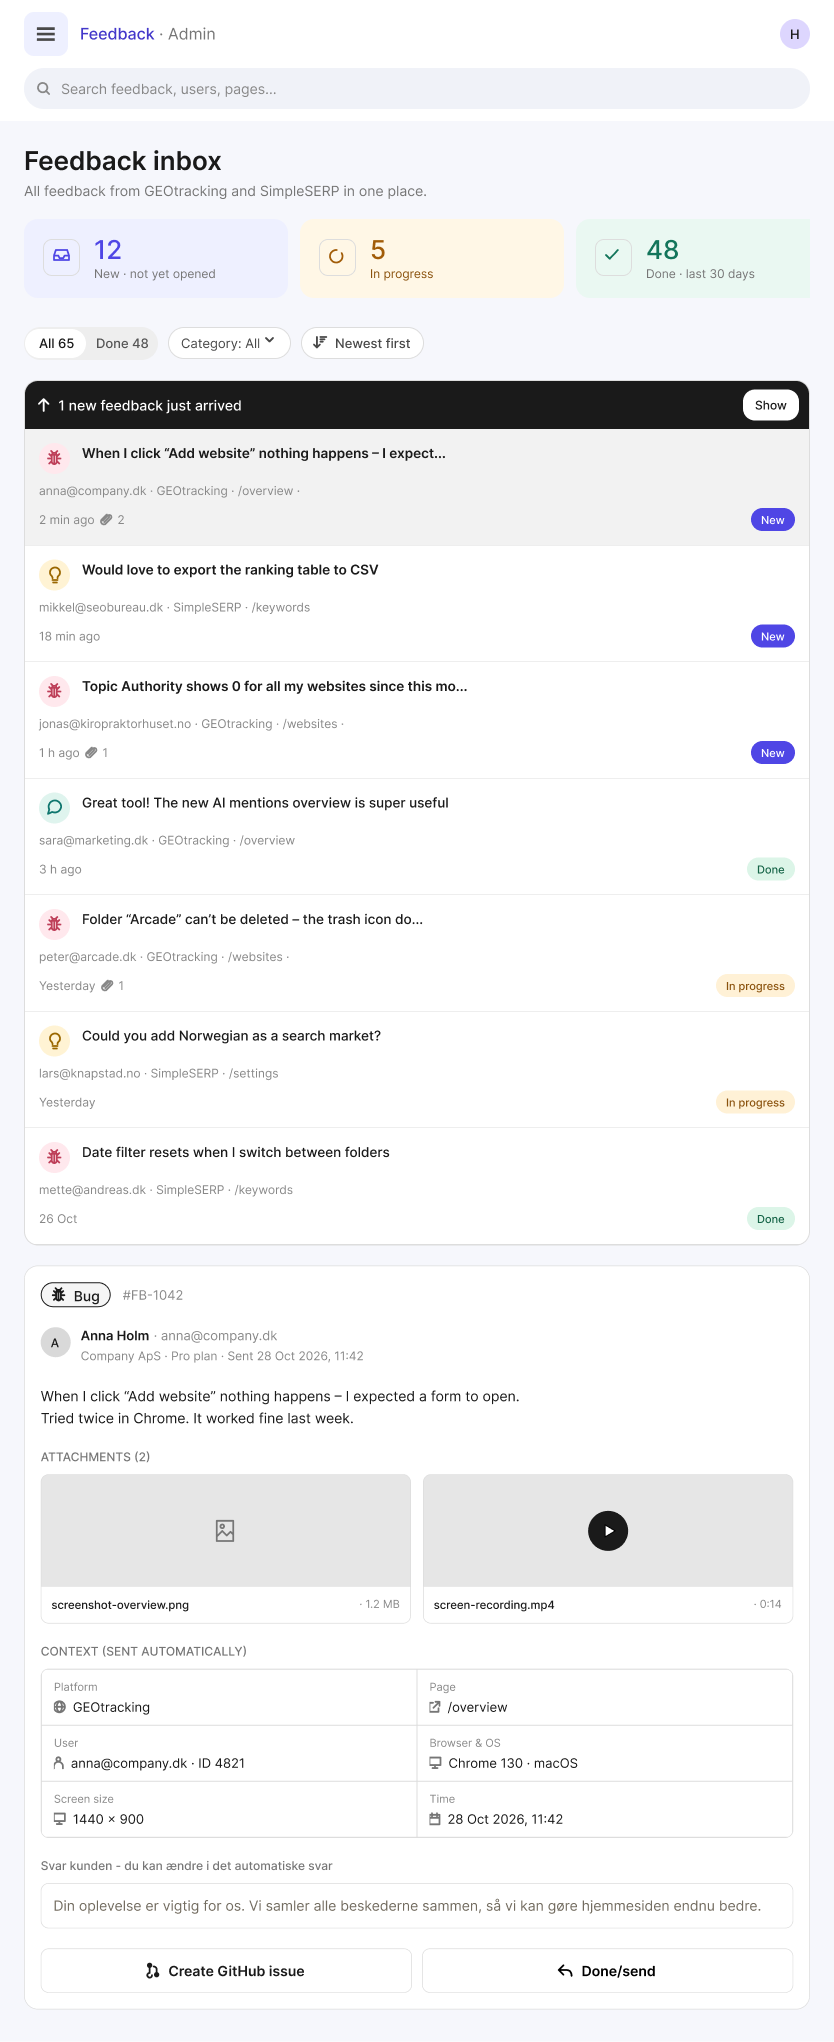 Feedback · Admin
H
Search feedback, users, pages...
Feedback inbox
All feedback from GEOtracking and SimpleSERP in one place.
12
New · not yet opened
5
In progress
48
Done · last 30 days
All 65
Done 48
Category: All
Newest first
1 new feedback just arrived
Show
When I click “Add website” nothing happens – I expect...
anna@company.dk · GEOtracking · /overview ·
2 min ago 2
New
Would love to export the ranking table to CSV
mikkel@seobureau.dk · SimpleSERP · /keywords
18 min ago
New
Topic Authority shows 0 for all my websites since this mo...
jonas@kiropraktorhuset.no · GEOtracking · /websites ·
1 h ago 1
New
Great tool! The new AI mentions overview is super useful
sara@marketing.dk · GEOtracking · /overview
3 h ago
Done
Folder “Arcade” can’t be deleted – the trash icon do...
peter@arcade.dk · GEOtracking · /websites ·
Yesterday 1
In progress
Could you add Norwegian as a search market?
lars@knapstad.no · SimpleSERP · /settings
Yesterday
In progress
Date filter resets when I switch between folders
mette@andreas.dk · SimpleSERP · /keywords
26 Oct
Done
Bug
#FB-1042
A
Anna Holm · anna@company.dk
Company ApS · Pro plan · Sent 28 Oct 2026, 11:42
When I click “Add website” nothing happens – I expected a form to open.
Tried twice in Chrome. It worked fine last week.
ATTACHMENTS (2)
screenshot-overview.png · 1.2 MB
screen-recording.mp4 · 0:14
CONTEXT (SENT AUTOMATICALLY)
Platform
GEOtracking
Page
/overview
User
anna@company.dk · ID 4821
Browser & OS
Chrome 130 · macOS
Screen size
1440 × 900
Time
28 Oct 2026, 11:42
Svar kunden - du kan ændre i det automatiske svar
Din oplevelse er vigtig for os. Vi samler alle beskederne sammen, så vi kan gøre hjemmesiden endnu bedre.
Create GitHub issue
Done/send